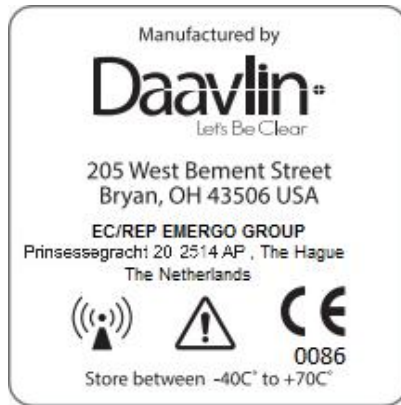 Manufactured by
Daavlin
Let's Be Clear
205 West Bement Street
Bryan, OH 43506 USA
EC/REP EMERGO GROUP
Prinsessegracht 20 2514 AP , The Hague
The Netherlands
CE
0086
Store between -40C° to +70C°